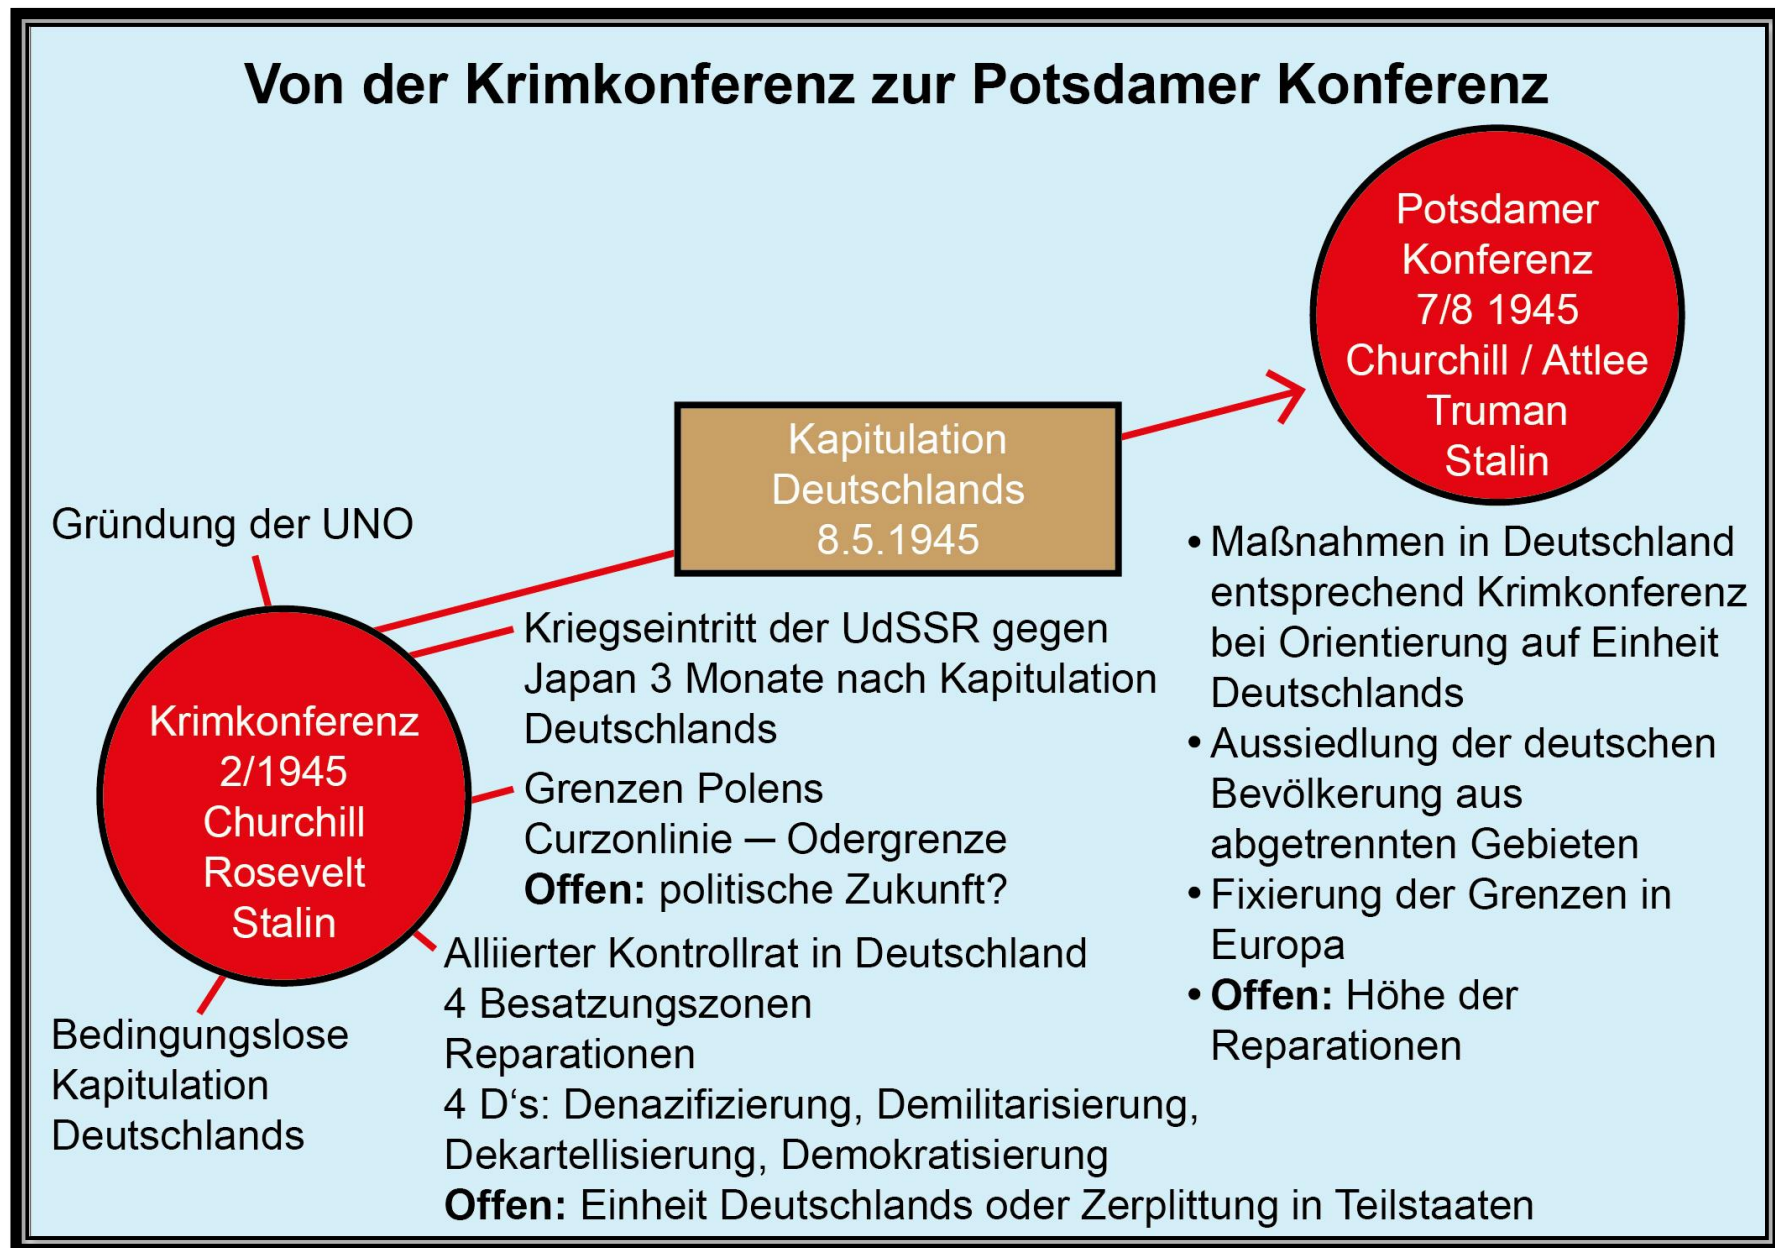 Von der Krimkonferenz zur Potsdamer Konferenz
Potsdamer
Konferenz
7/8 1945
Churchill / Attlee
Truman
Stalin
Kapitulation
Deutschlands
8.5.1945
Gründung der UNO
Krimkonferenz
2/1945
Churchill
Rosevelt
Stalin
Bedingungslose
Kapitulation
Deutschlands
Kriegseintritt der UdSSR gegen
Japan 3 Monate nach Kapitulation
Deutschlands
Grenzen Polens
Curzonlinie — Odergrenze
Offen: politische Zukunft?
Alliierter Kontrollrat in Deutschland
4 Besatzungszonen
Reparationen
4 D‘s: Denazifizierung, Demilitarisierung,
Dekartellisierung, Demokratisierung
Offen: Einheit Deutschlands oder Zerplittung in Teilstaaten
• Maßnahmen in Deutschland
entsprechend Krimkonferenz
bei Orientierung auf Einheit
Deutschlands
• Aussiedlung der deutschen
Bevölkerung aus
abgetrennten Gebieten
• Fixierung der Grenzen in
Europa
• Offen: Höhe der
Reparationen